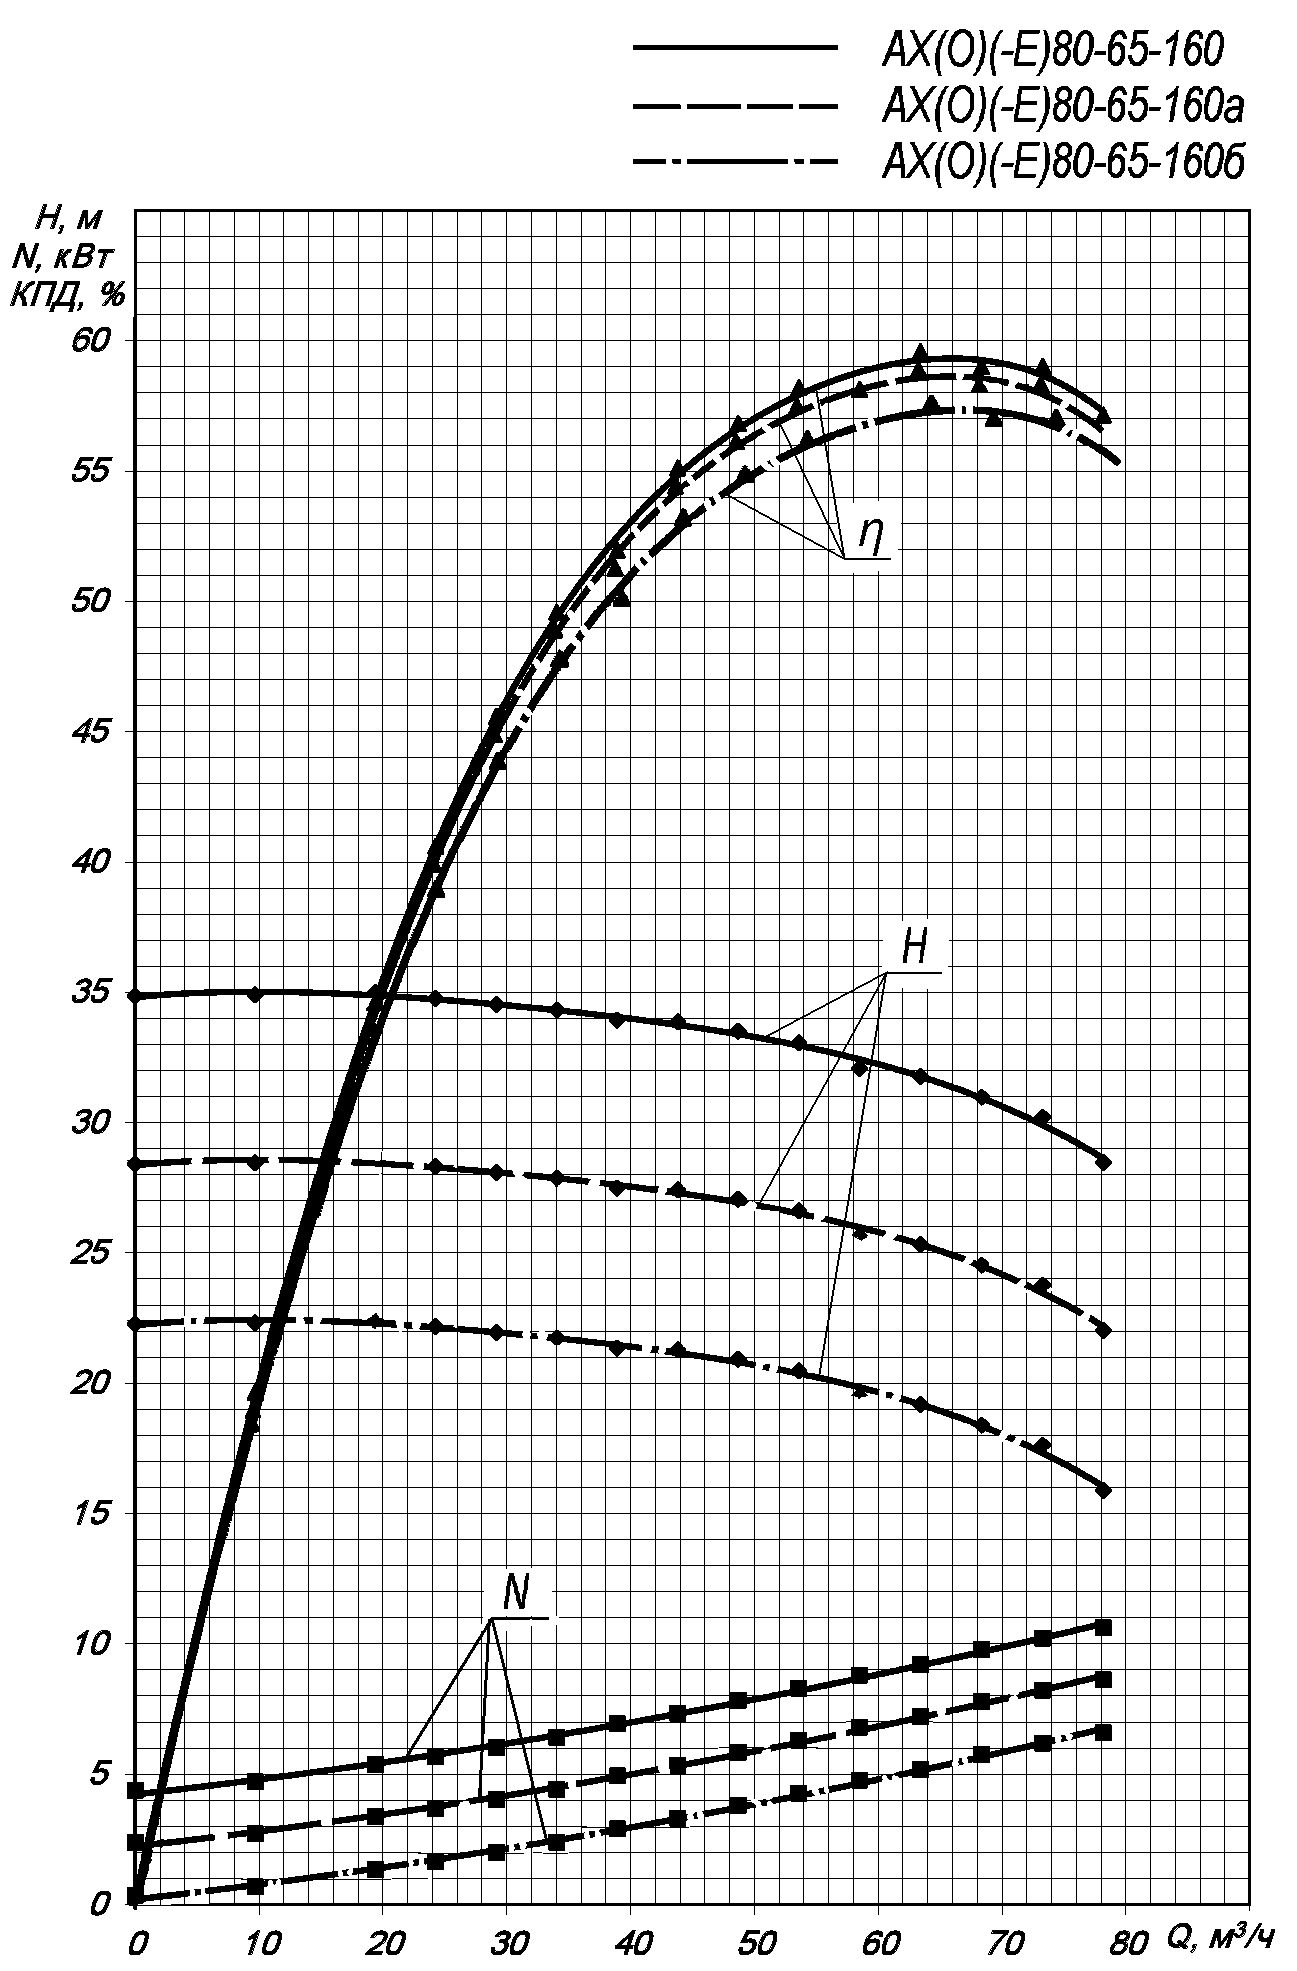 АХ(О)(-Е)80-65-160
АХ(О)(-Е)80-65-160а
АХ(О)(-Е)80-65-160б
Н, м
N, кВт
КПД, %
60
55
η
50
45
40
Н
35
30
25
20
15
N
10
5
0
0 10 20 30 40 50 60 70 80 Q, м³/ч